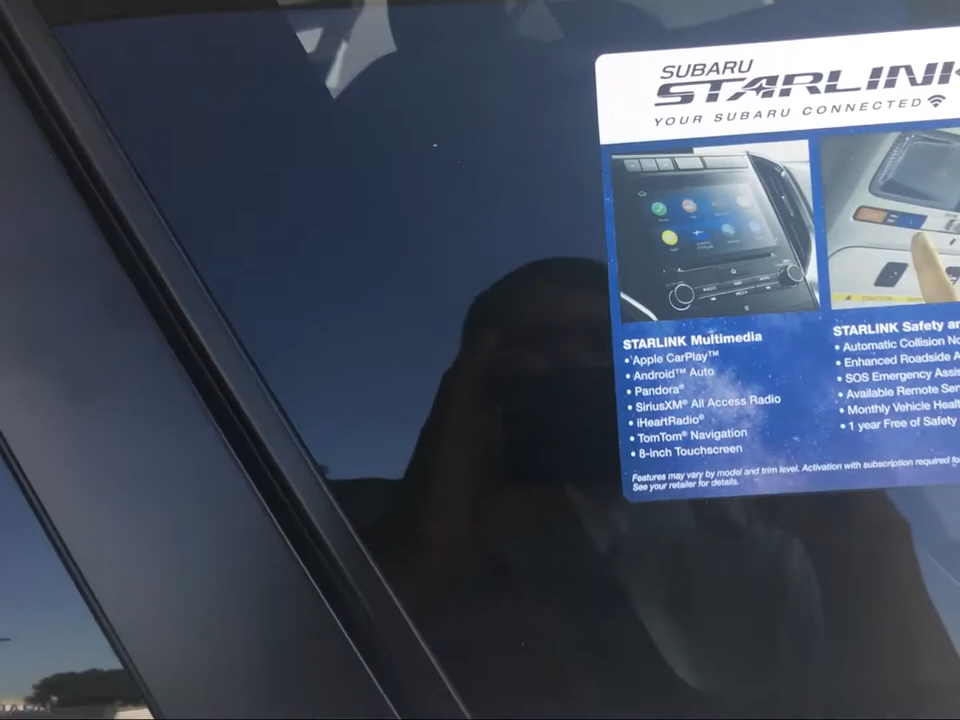 SUBARU
STARLINK
YOUR SUBARU CONNECTED
STARLINK Multimedia
• Apple CarPlay™
• Android™ Auto
• Pandora®
• SiriusXM® All Access Radio
• iHeartRadio®
• TomTom® Navigation
• 8-inch Touchscreen
STARLINK Safety
• Automatic Collision
• Enhanced Roadside
• SOS Emergency
• Available Remote
• Monthly Vehicle
• 1 year Free of Safety
Features may vary by model and trim level. Activation with subscription required
See your retailer for details.